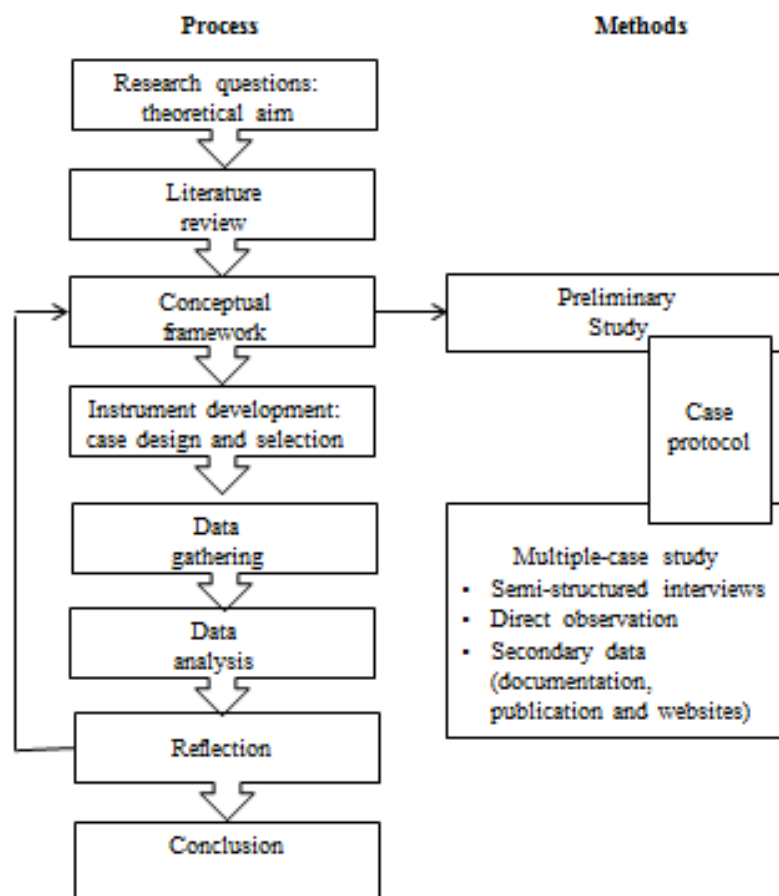 Process
Methods
Research questions:
theoretical aim
Literature
review
Conceptual
framework
Preliminary
Study
Instrument development:
case design and selection
Case
protocol
Data
gathering
Multiple-case study
▪ Semi-structured interviews
▪ Direct observation
▪ Secondary data
(documentation,
publication and websites)
Data
analysis
Reflection
Conclusion